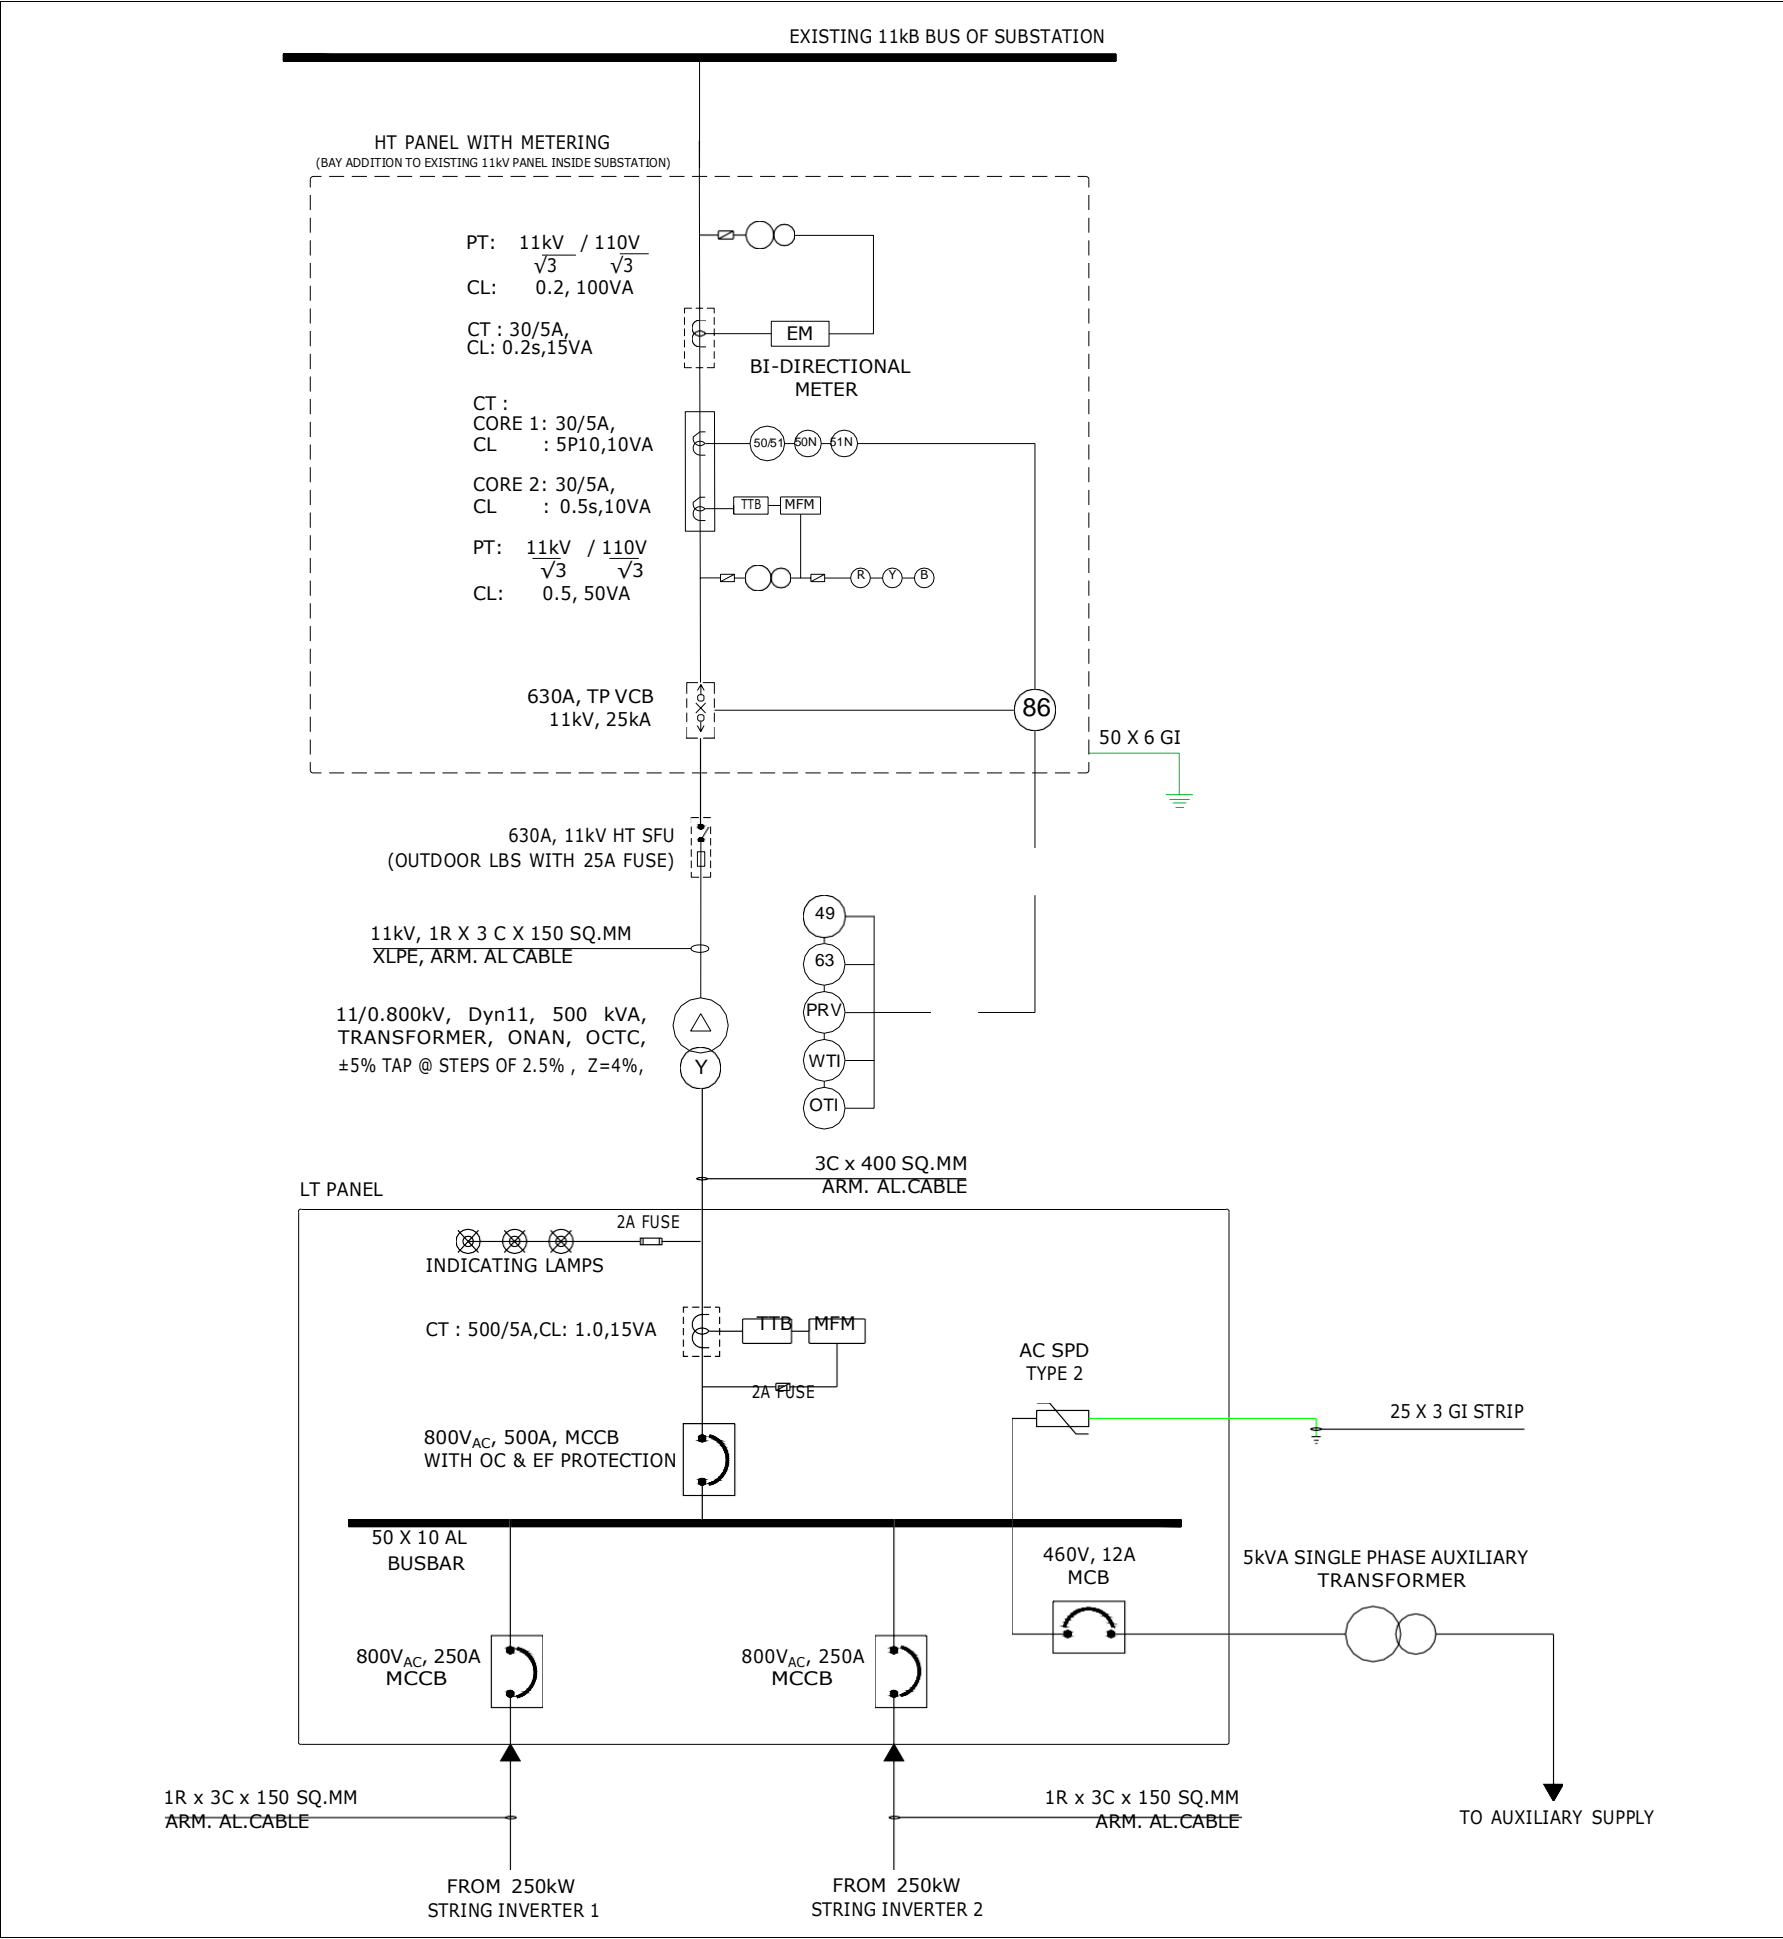 EXISTING 11kB BUS OF SUBSTATION
HT PANEL WITH METERING
(BAY ADDITION TO EXISTING 11kV PANEL INSIDE SUBSTATION)
PT: 11kV / 110V
√3 √3
CL: 0.2, 100VA
CT : 30/5A,
CL: 0.2s,15VA
EM
BI-DIRECTIONAL
METER
CT :
CORE 1: 30/5A,
CL : 5P10,10VA
50/51 50N 51N
CORE 2: 30/5A,
CL : 0.5s,10VA
TTB MFM
PT: 11kV / 110V
√3 √3
CL: 0.5, 50VA
R Y B
630A, TP VCB
11kV, 25kA
86
50 X 6 GI
630A, 11kV HT SFU
(OUTDOOR LBS WITH 25A FUSE)
11kV, 1R X 3 C X 150 SQ.MM
XLPE, ARM. AL CABLE
49
63
PRV
WTI
OTI
11/0.800kV, Dyn11, 500 kVA,
TRANSFORMER, ONAN, OCTC,
±5% TAP @ STEPS OF 2.5% , Z=4%,
Y
3C x 400 SQ.MM
ARM. AL.CABLE
LT PANEL
2A FUSE
INDICATING LAMPS
CT : 500/5A,CL: 1.0,15VA
TTB MFM
2A FUSE
AC SPD
TYPE 2
25 X 3 GI STRIP
800VAC, 500A, MCCB
WITH OC & EF PROTECTION
50 X 10 AL
BUSBAR
460V, 12A
MCB
5kVA SINGLE PHASE AUXILIARY
TRANSFORMER
800VAC, 250A
MCCB
800VAC, 250A
MCCB
1R x 3C x 150 SQ.MM
ARM. AL.CABLE
1R x 3C x 150 SQ.MM
ARM. AL.CABLE
TO AUXILIARY SUPPLY
FROM 250kW
STRING INVERTER 1
FROM 250kW
STRING INVERTER 2